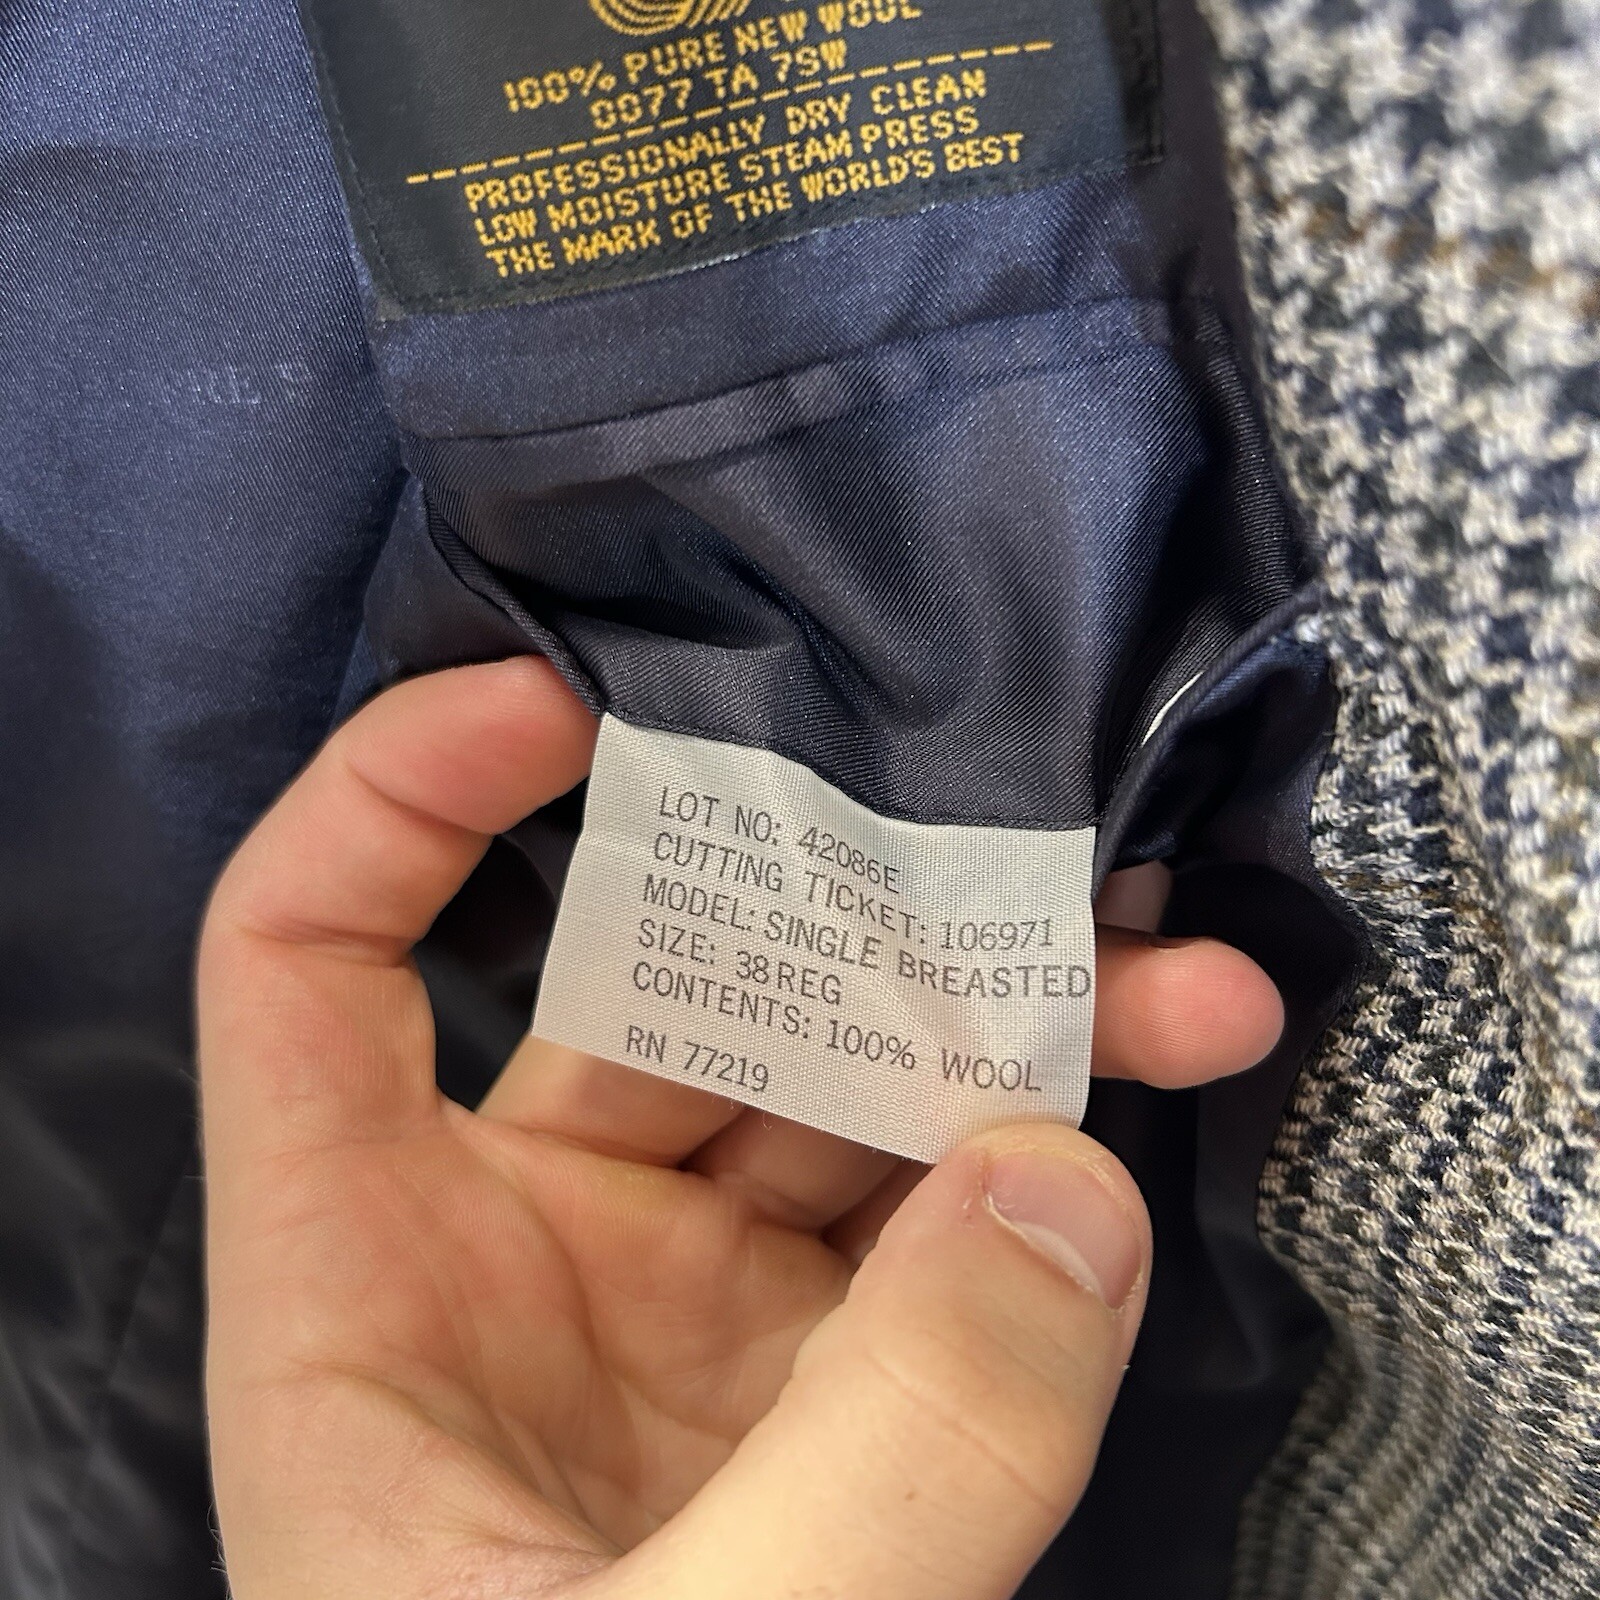 100% PURE NEW WOOL
0077 TA 7SW
PROFESSIONALLY DRY CLEAN
LOW MOISTURE STEAM PRESS
THE MARK OF THE WORLD'S BEST
LOT NO: 42086E
CUTTING TICKET: 106971
MODEL: SINGLE BREASTED
SIZE: 38 REG
CONTENTS: 100% WOOL
RN 77219